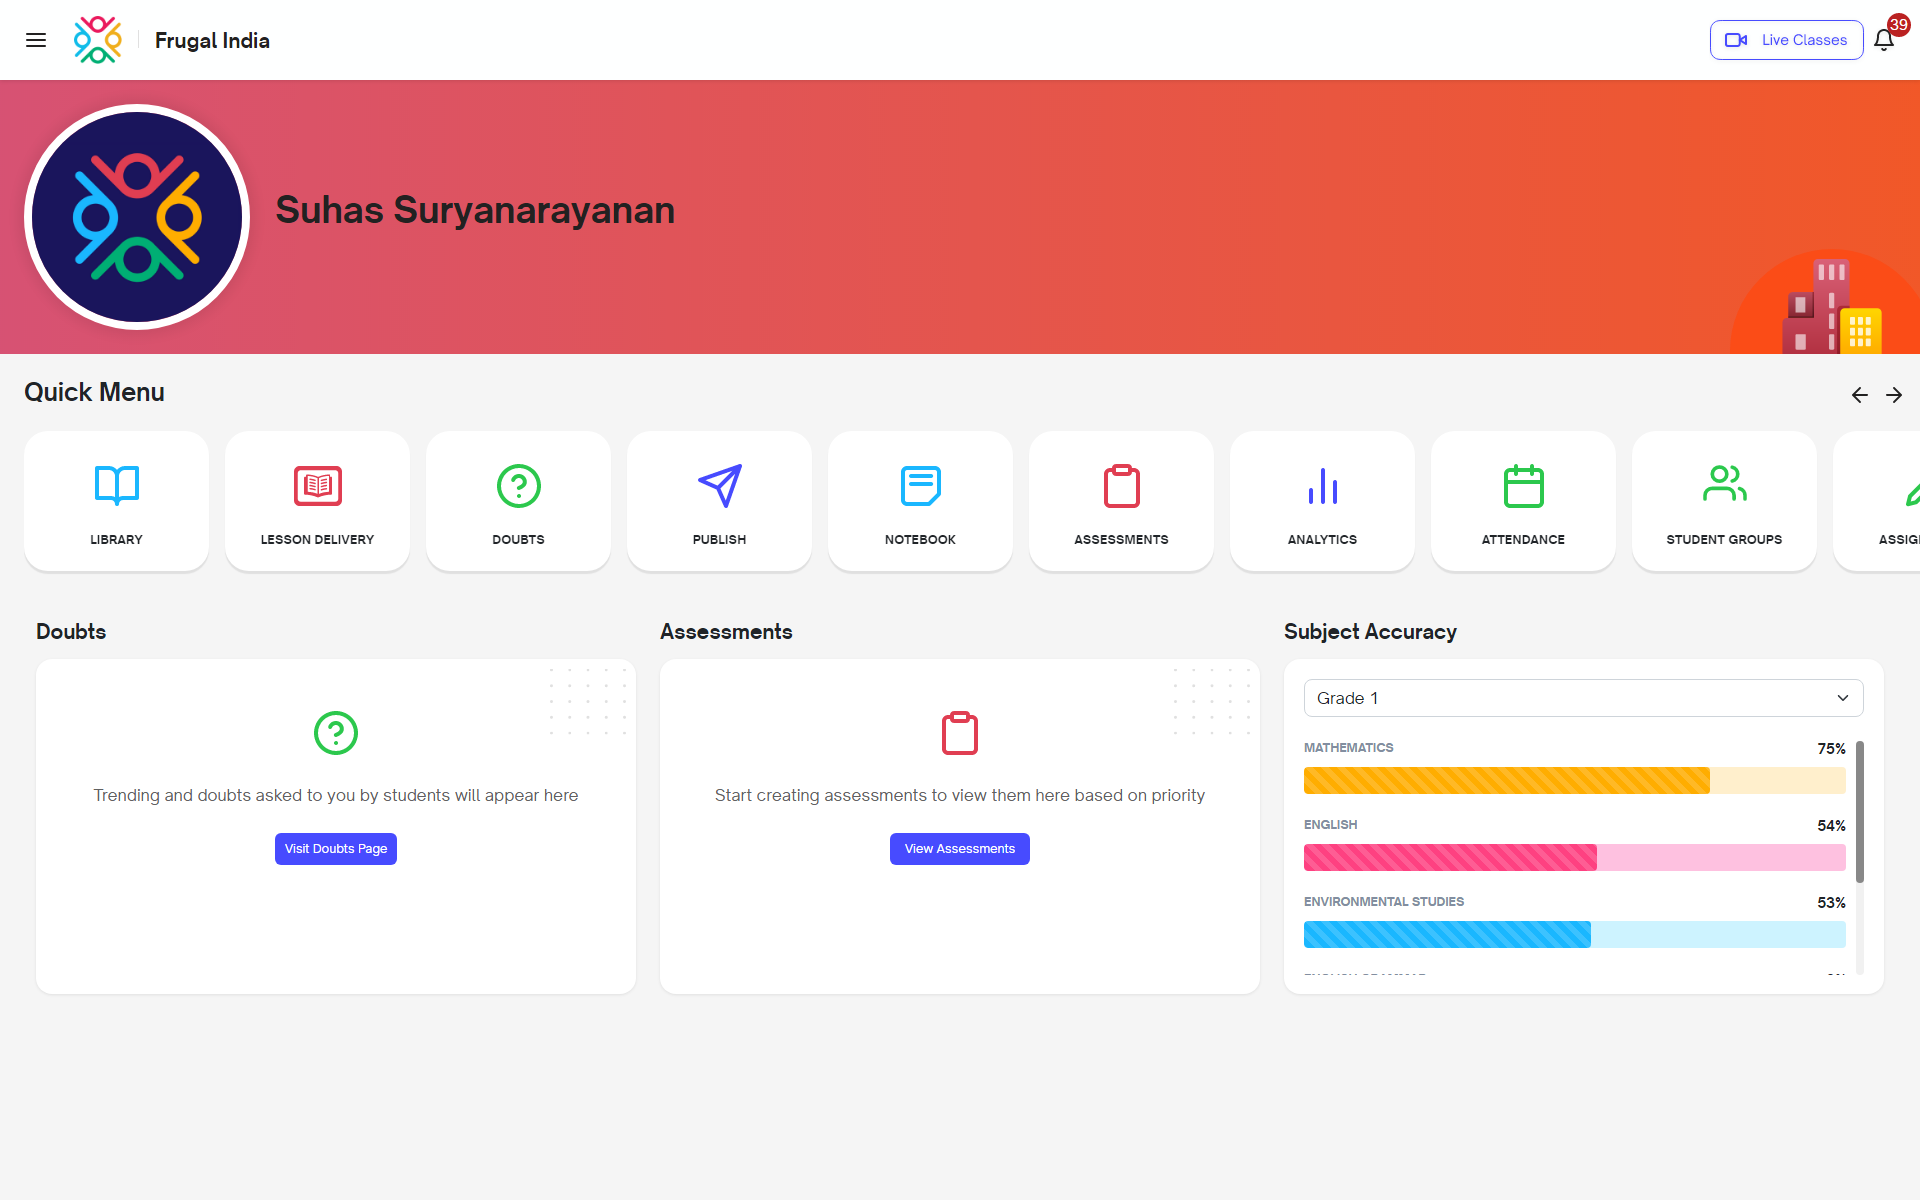 Frugal India
Live Classes
39
Suhas Suryanarayanan
Quick Menu
LIBRARY
LESSON DELIVERY
DOUBTS
PUBLISH
NOTEBOOK
ASSESSMENTS
ANALYTICS
ATTENDANCE
STUDENT GROUPS
Doubts
Trending and doubts asked to you by students will appear here
Visit Doubts Page
Assessments
Start creating assessments to view them here based on priority
View Assessments
Subject Accuracy
Grade 1
MATHEMATICS 75%
ENGLISH 54%
ENVIRONMENTAL STUDIES 53%